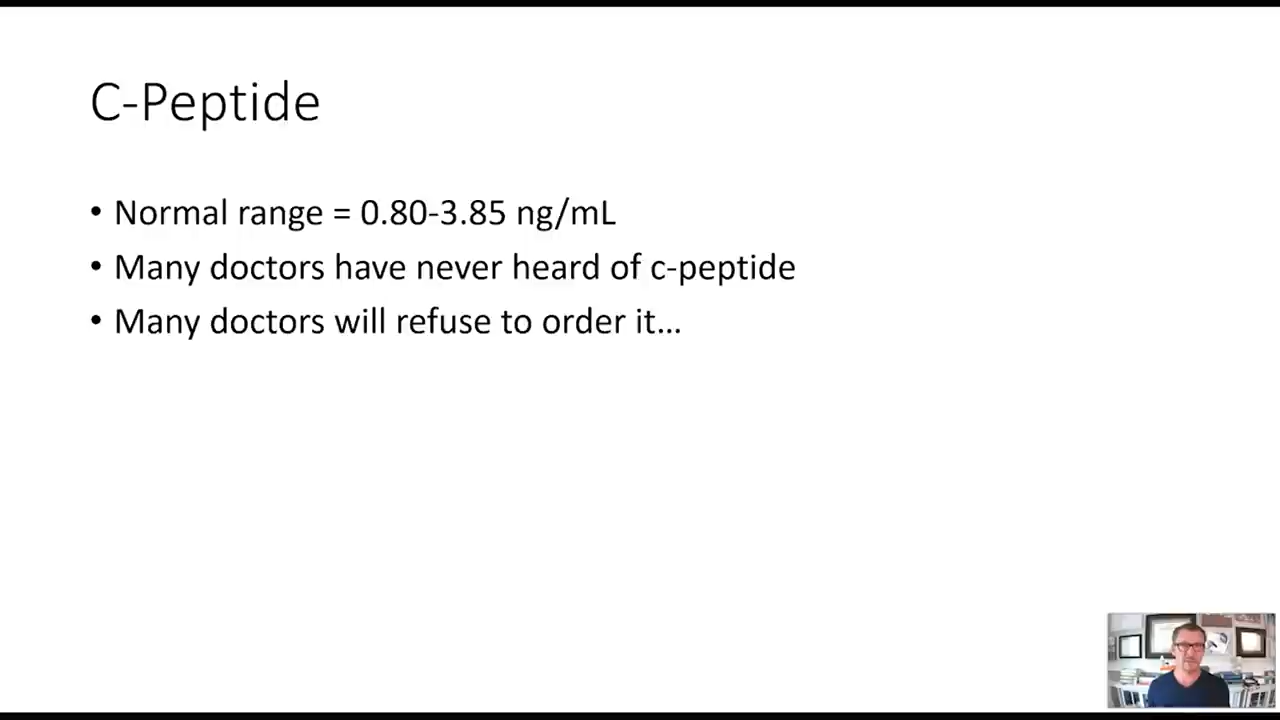 C-Peptide
• Normal range = 0.80-3.85 ng/mL
• Many doctors have never heard of c-peptide
• Many doctors will refuse to order it...